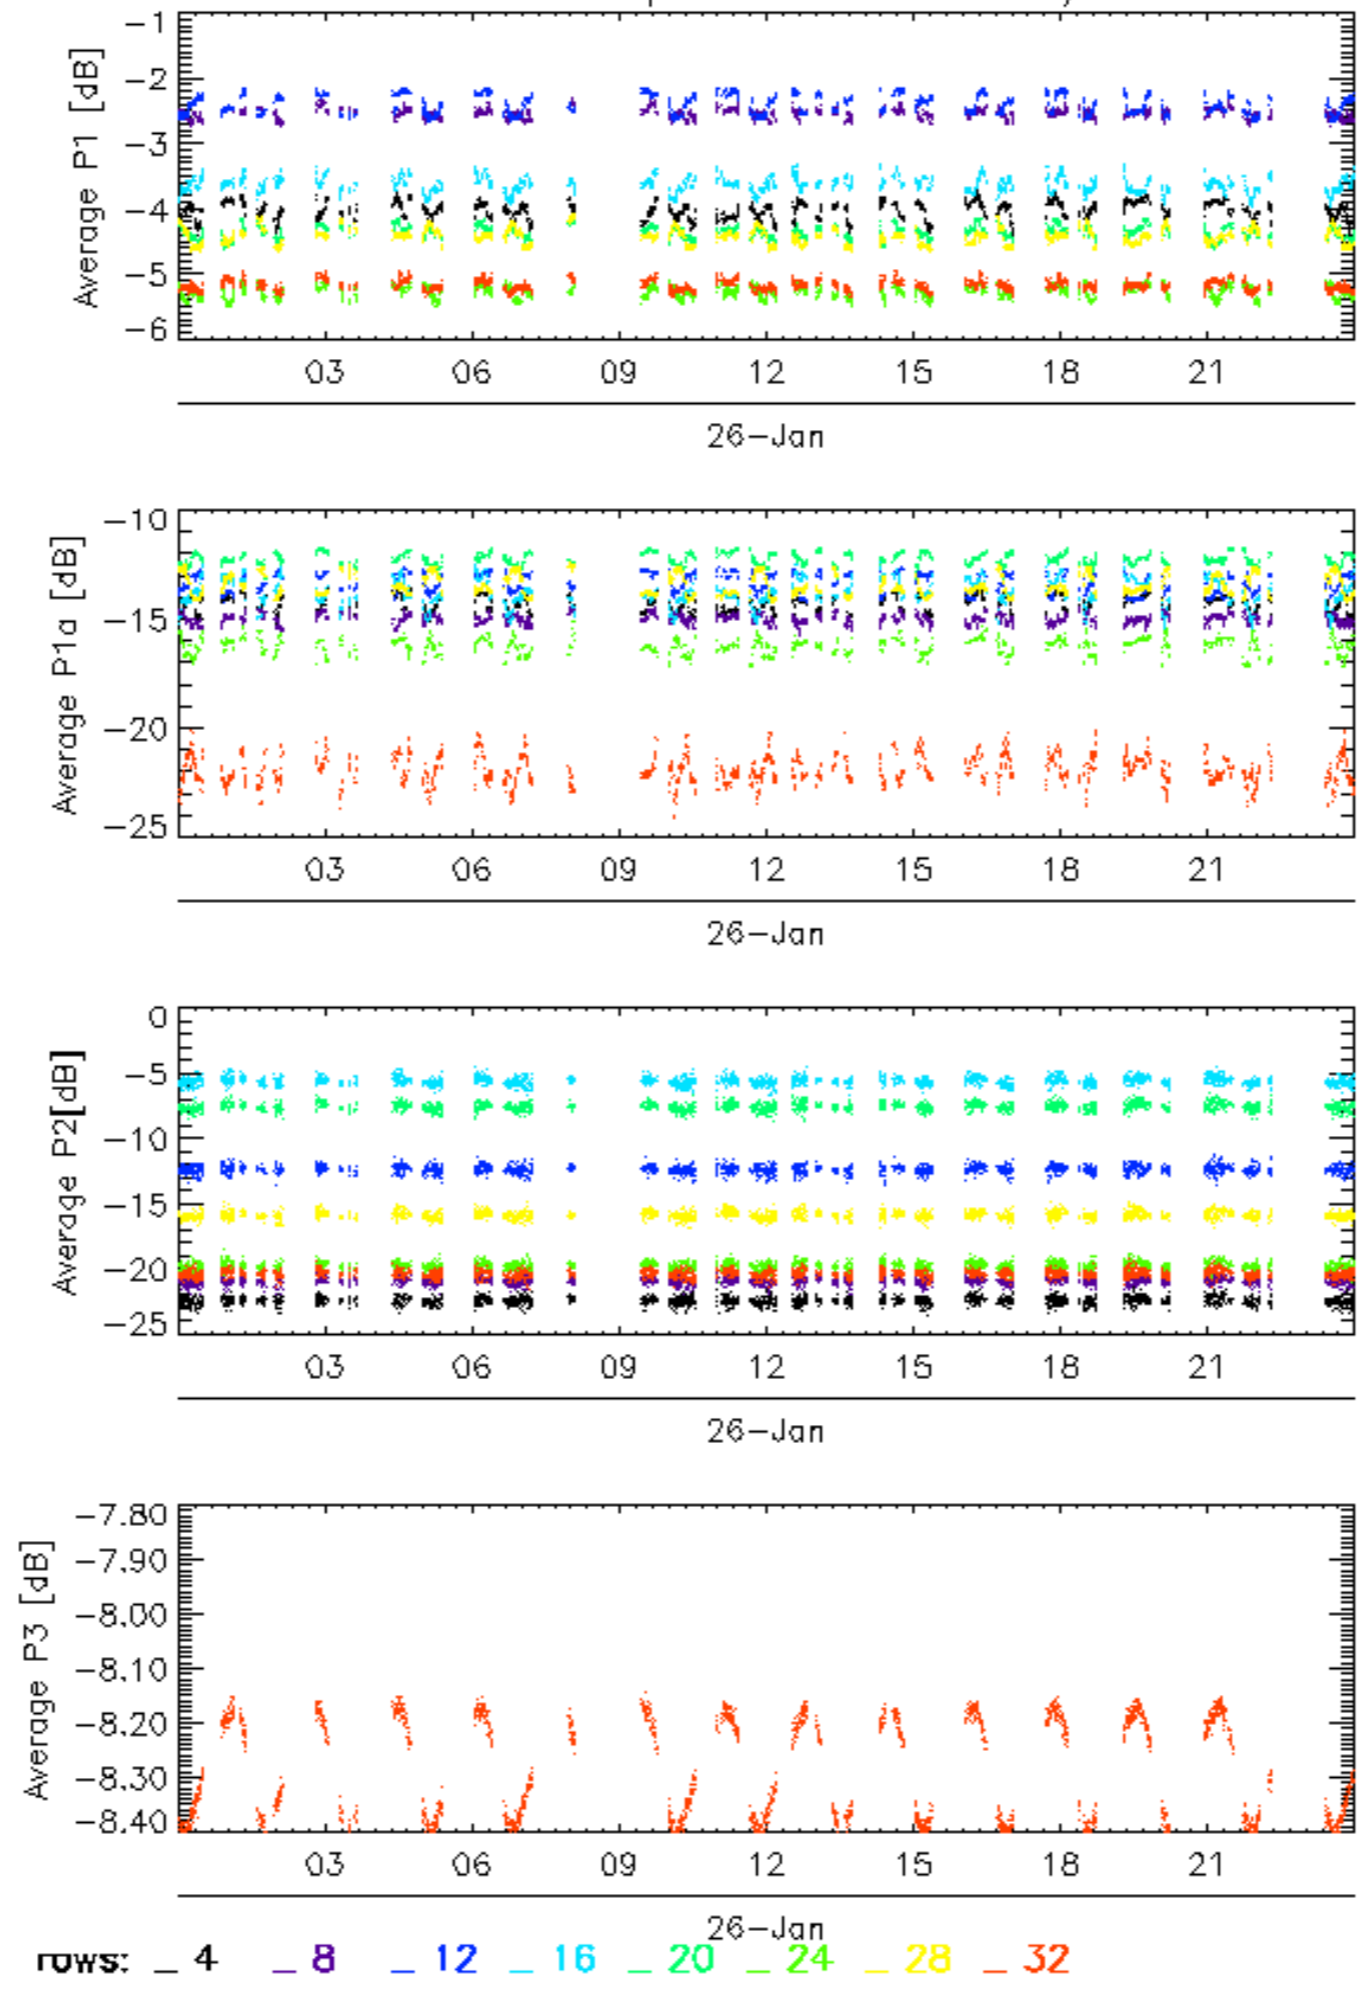 Average P1 [dB]
-1
-2
-3
-4
-5
-6
03 06 09 12 15 18 21
26-Jan
Average P1a [dB]
-10
-15
-20
-25
03 06 09 12 15 18 21
26-Jan
Average P2[dB]
0
-5
-10
-15
-20
-25
03 06 09 12 15 18 21
26-Jan
Average P3 [dB]
-7.80
-7.90
-8.00
-8.10
-8.20
-8.30
-8.40
03 06 09 12 15 18 21
26-Jan
rows: _ 4 _ 8 _ 12 _ 16 _ 20 _ 24 _ 28 _ 32